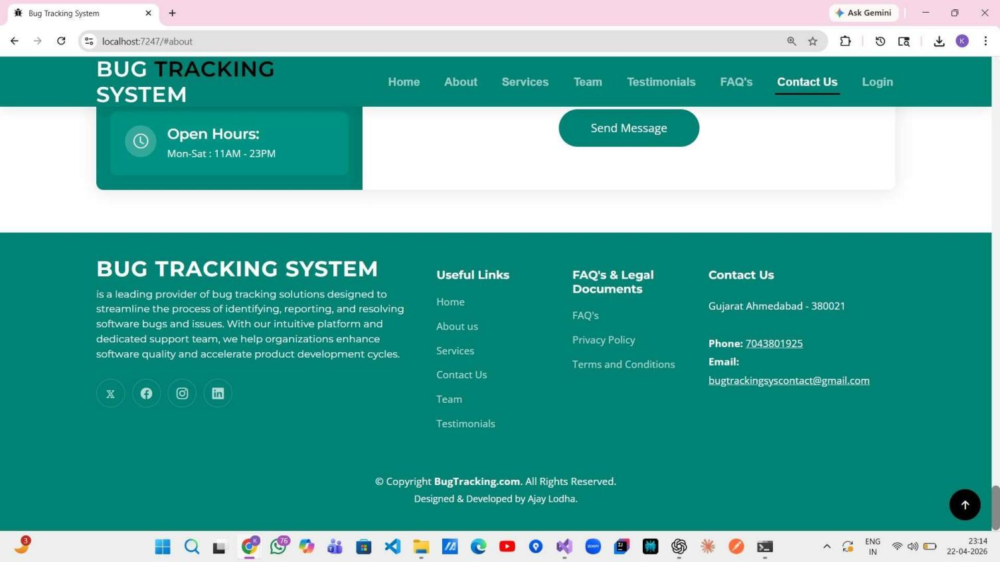 Bug Tracking System
Ask Gemini
localhost:7247/#about
K
BUG TRACKING
SYSTEM
Home
About
Services
Team
Testimonials
FAQ's
Contact Us
Login
Open Hours:
Mon-Sat : 11AM - 23PM
Send Message
BUG TRACKING SYSTEM
is a leading provider of bug tracking solutions designed to
streamline the process of identifying, reporting, and resolving
software bugs and issues. With our intuitive platform and
dedicated support team, we help organizations enhance
software quality and accelerate product development cycles.
Useful Links
Home
About us
Services
Contact Us
Team
Testimonials
FAQ's & Legal
Documents
FAQ's
Privacy Policy
Terms and Conditions
Contact Us
Gujarat Ahmedabad - 380021
Phone: 7043801925
Email:
bugtrackingsyscontact@gmail.com
© Copyright BugTracking.com. All Rights Reserved.
Designed & Developed by Ajay Lodha.
3
K
76
zoom
ENG
IN
23:14
22-04-2026